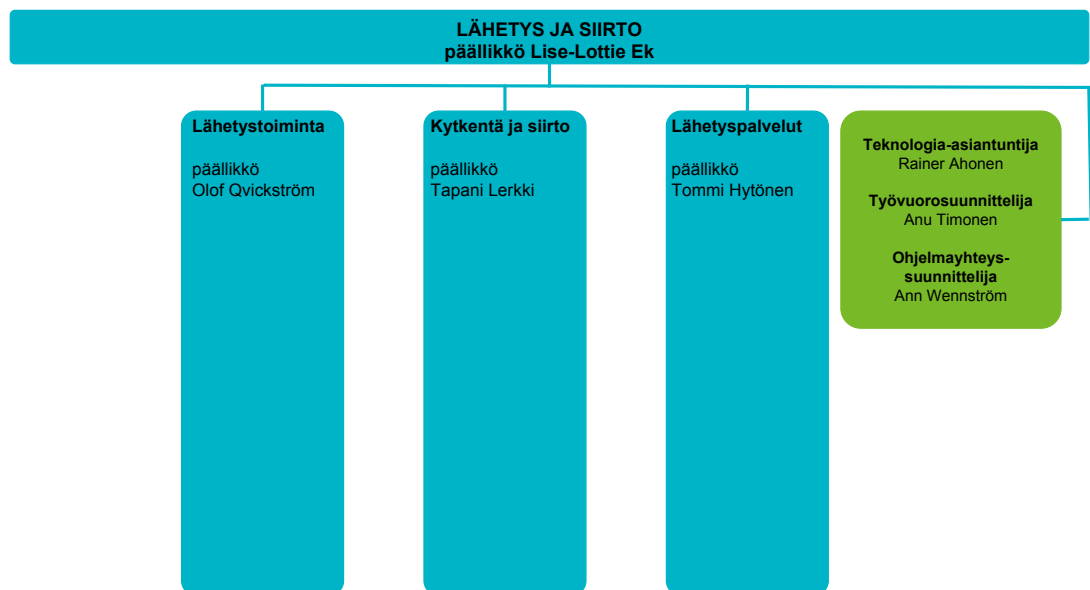 LÄHETYS JA SIIRTO
päällikkö Lise-Lottie Ek
Lähetystoiminta
päällikkö
Olof Qvickström
Kytkentä ja siirto
päällikkö
Tapani Lerkki
Lähetyspalvelut
päällikkö
Tommi Hytönen
Teknologia-asiantuntija
Rainer Ahonen
Työvuorosuunnittelija
Anu Timonen
Ohjelmayhteys-
suunnittelija
Ann Wennström